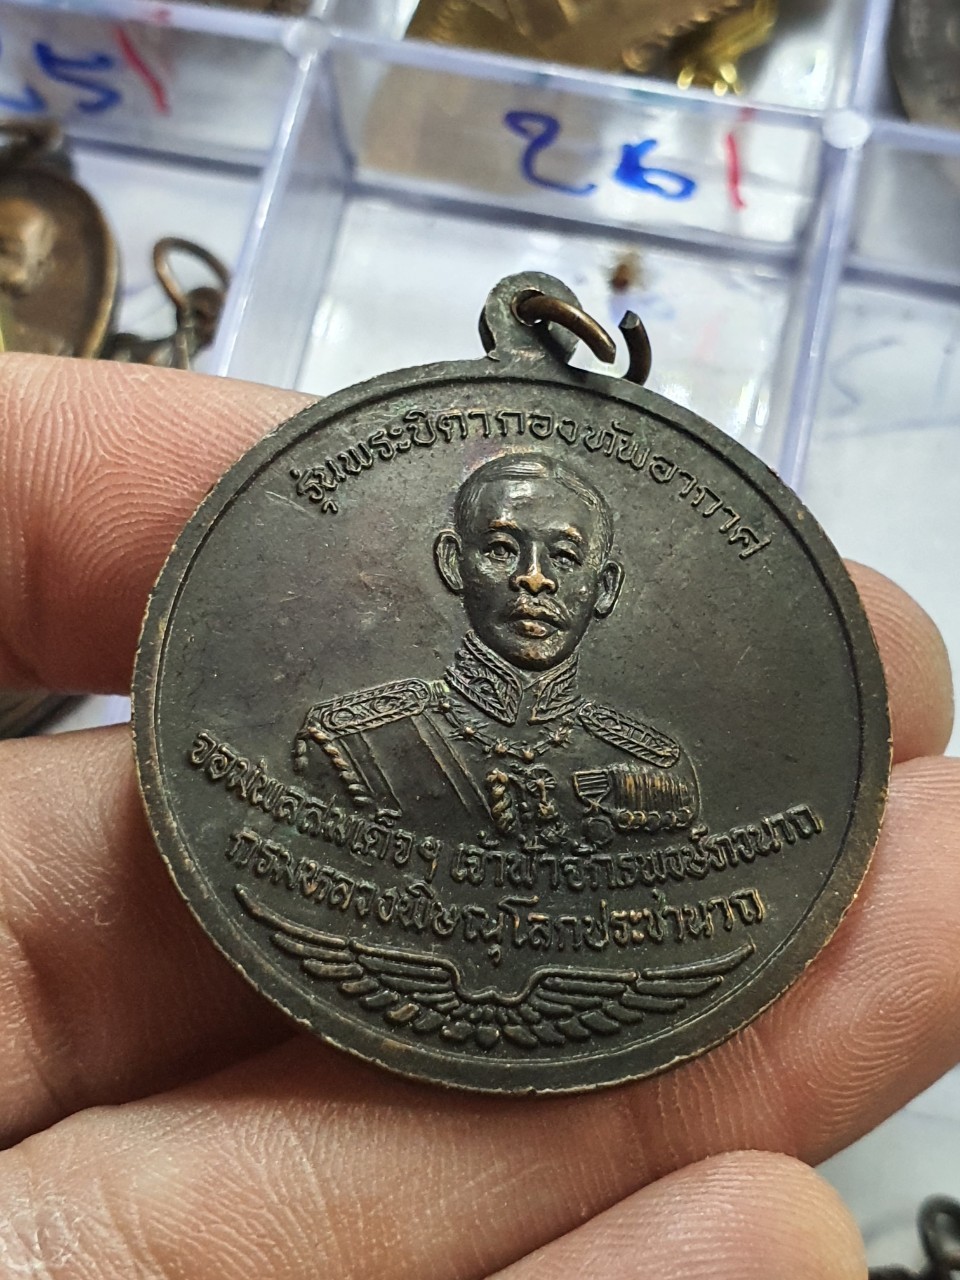 251
261
รุ่นพระบิดากองทัพอากาศ
จอมพลสมเด็จฯ เจ้าฟ้าจักรพงษ์ภูวนาถ
กรมหลวงพิษณุโลกประชานาถ